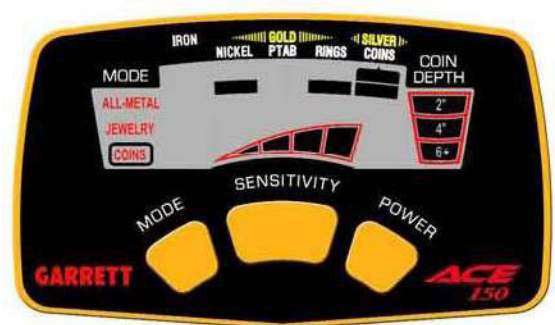 IRON
GOLD
SILVER
NICKEL PTAB RINGS COINS
MODE
COIN
DEPTH
ALL-METAL
JEWELRY
COINS
2"
4"
6+
SENSITIVITY
MODE
POWER
GARRETT
ACE
150